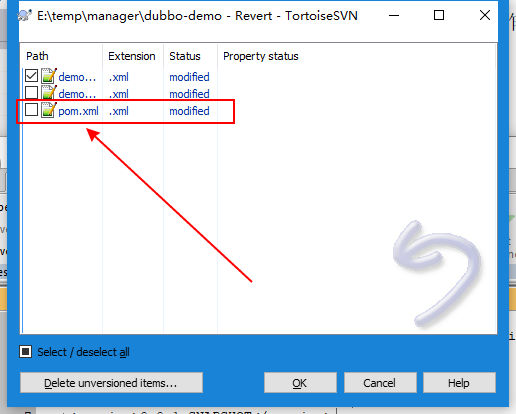 E:\temp\manager\dubbo-demo - Revert - TortoiseSVN
Path Extension Status Property status
demo... .xml modified
demo... .xml modified
pom.xml .xml modified
Select / deselect all
Delete unversioned items... OK Cancel Help